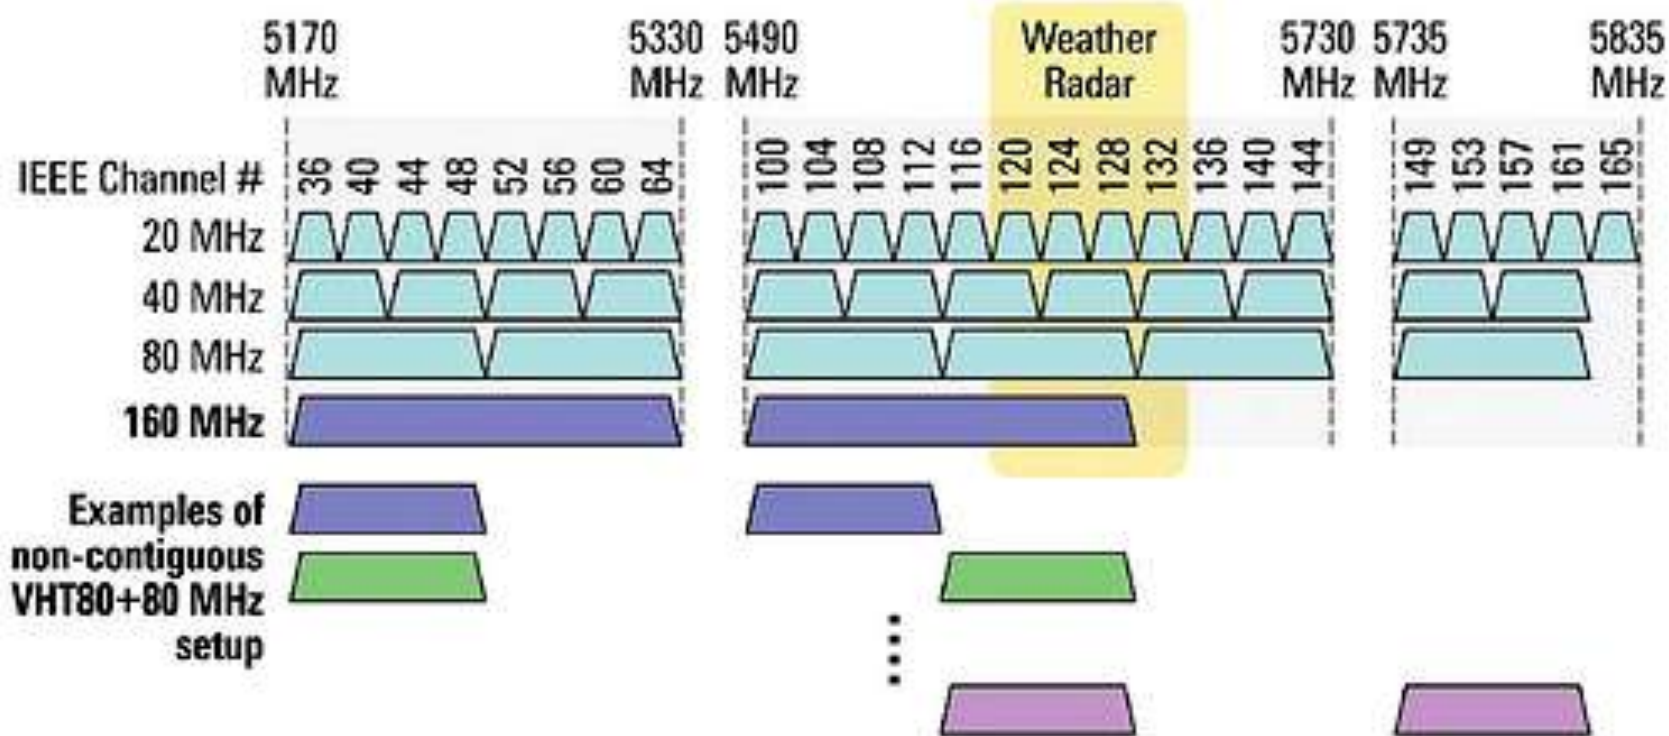 5170 MHz
5330 MHz
5490 MHz
Weather Radar
5730 MHz
5735 MHz
5835 MHz
IEEE Channel # 36 40 44 48 52 56 60 64 100 104 108 112 116 120 124 128 132 136 140 144 149 153 157 161 165
20 MHz
40 MHz
80 MHz
160 MHz
Examples of
non-contiguous
VHT80+80 MHz
setup